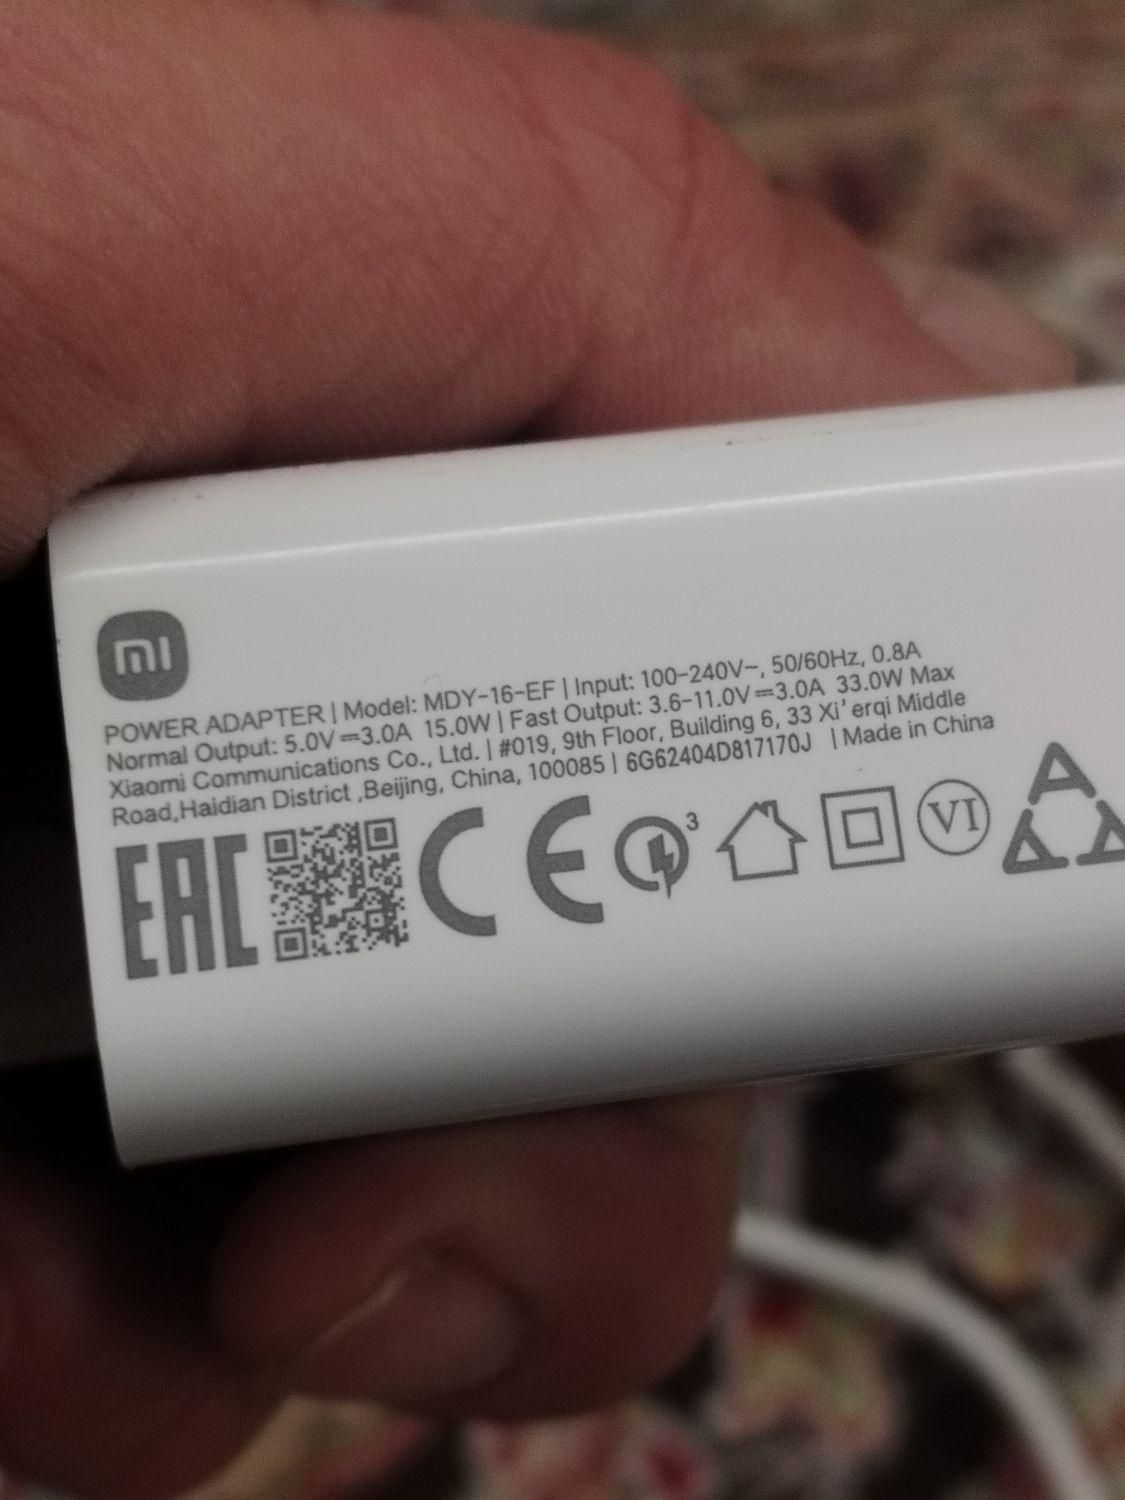 mi
POWER ADAPTER | Model: MDY-16-EF | Input: 100-240V~, 50/60Hz, 0.8A
Normal Output: 5.0V⎓3.0A 15.0W | Fast Output: 3.6-11.0V⎓3.0A 33.0W Max
Xiaomi Communications Co., Ltd. | #019, 9th Floor, Building 6, 33 Xi'erqi Middle
Road,Haidian District ,Beijing, China, 100085 | 6G62404D817170J | Made in China
EAC CE 3 VI